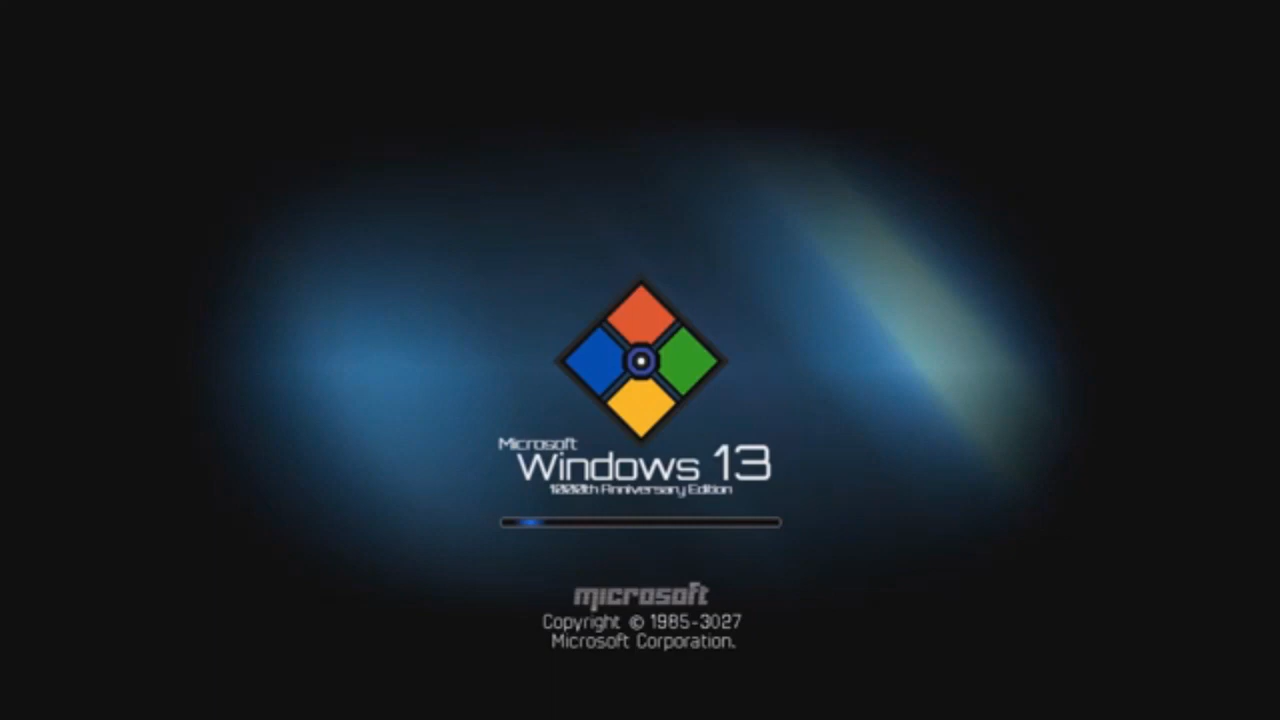 Microsoft
Windows 13
1000th Anniversary Edition
microsoft
Copyright © 1985-3027
Microsoft Corporation.